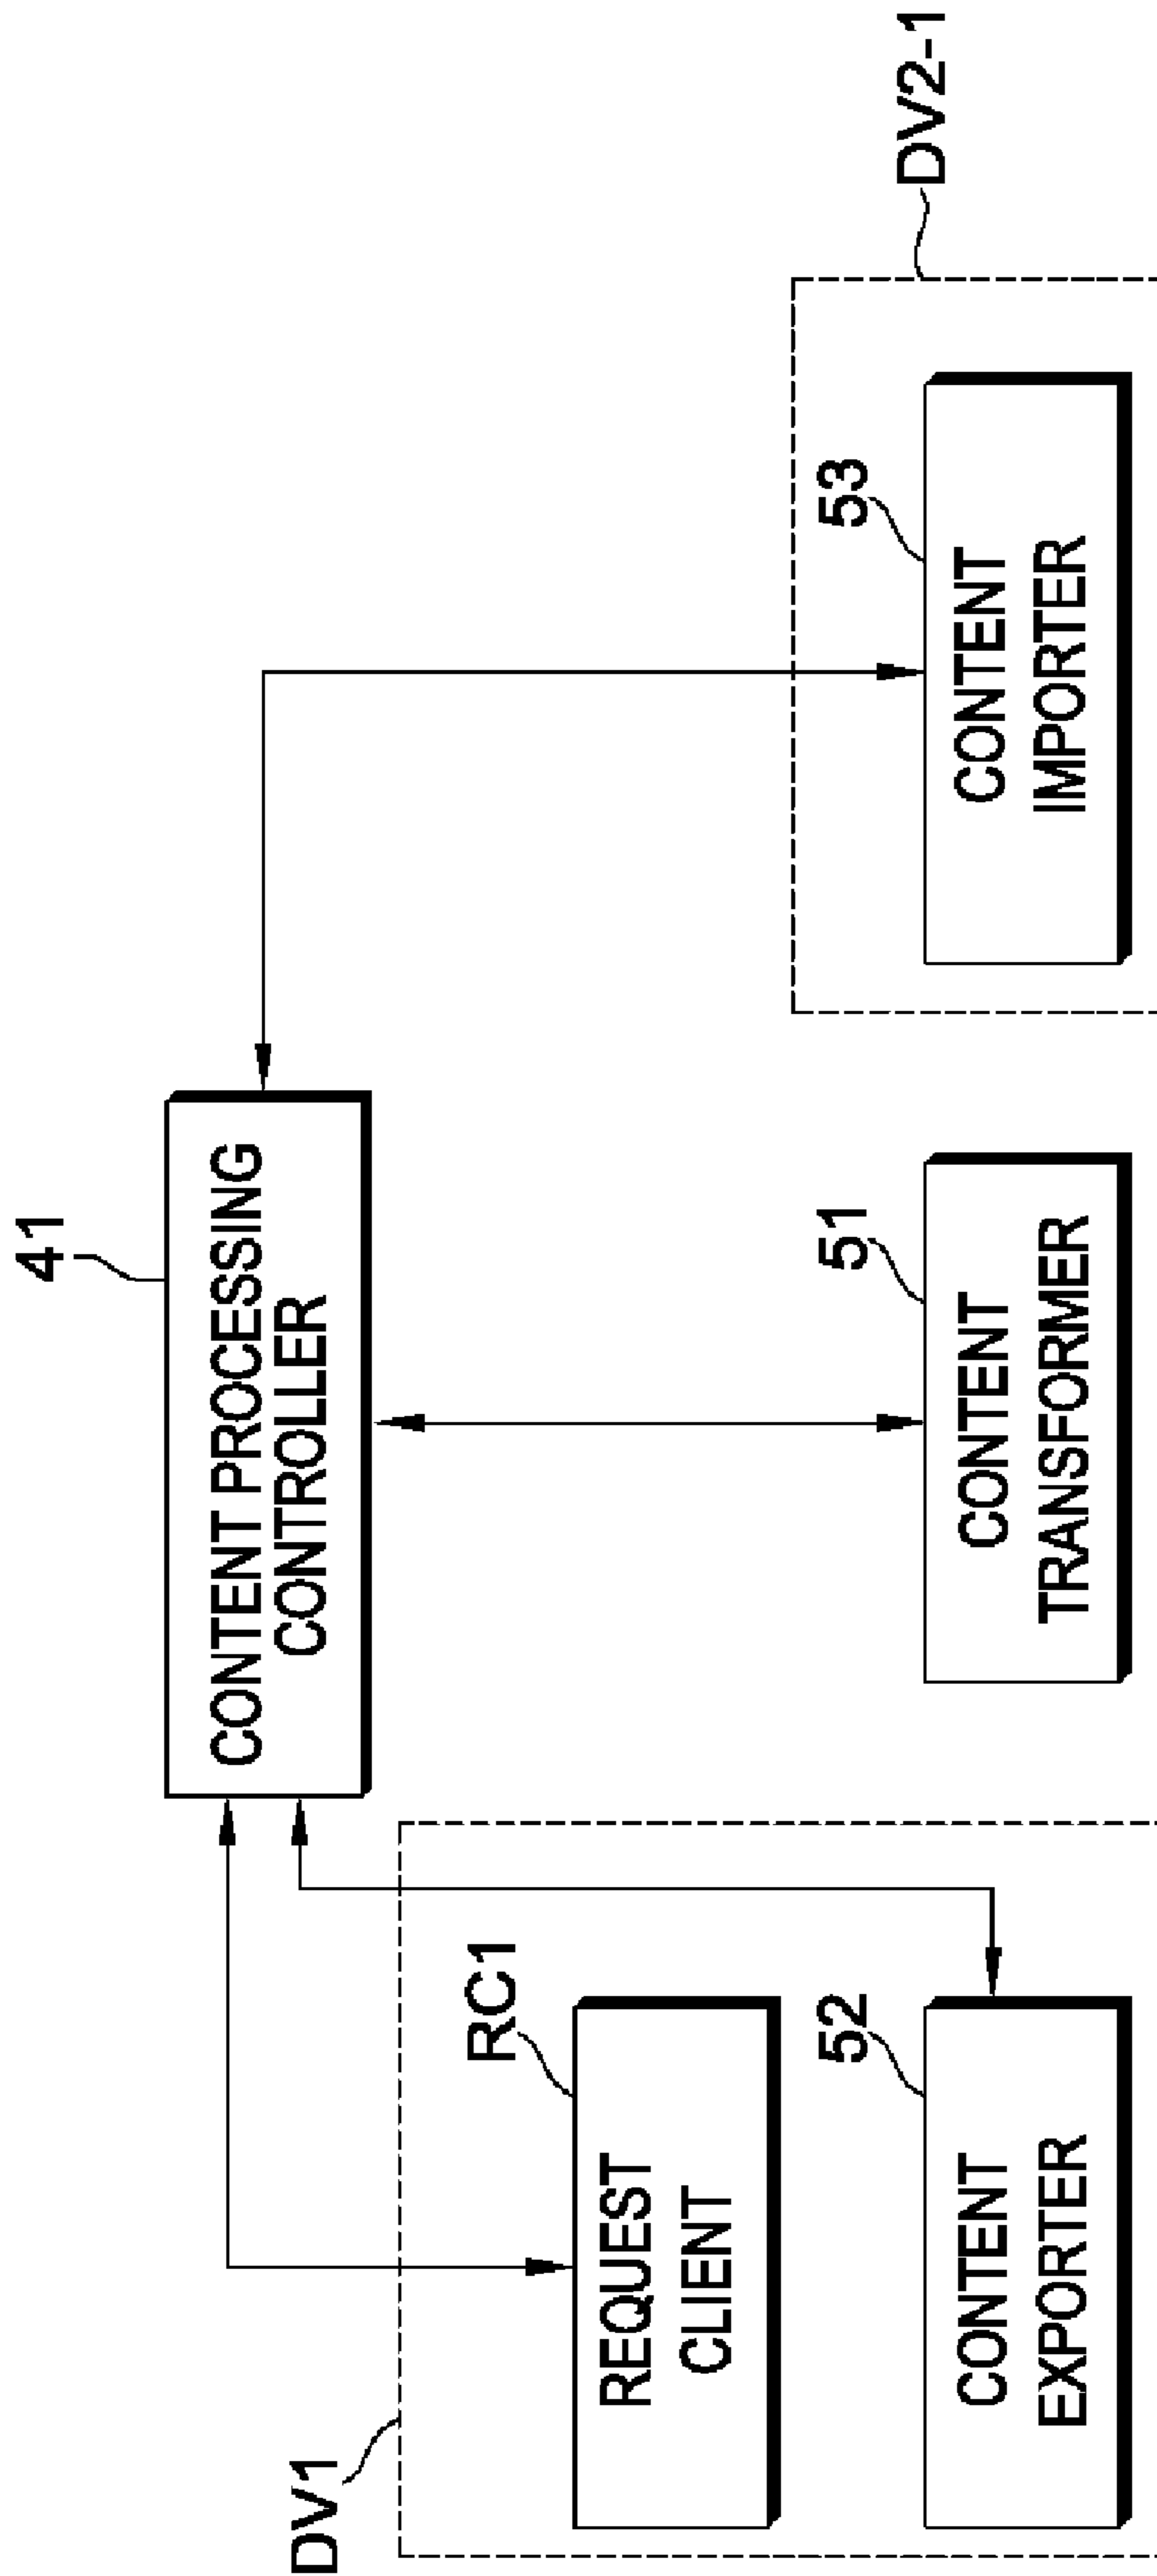 41
CONTENT PROCESSING
CONTROLLER
DV1
RC1
REQUEST
CLIENT
52
CONTENT
EXPORTER
51
CONTENT
TRANSFORMER
DV2-1
53
CONTENT
IMPORTER